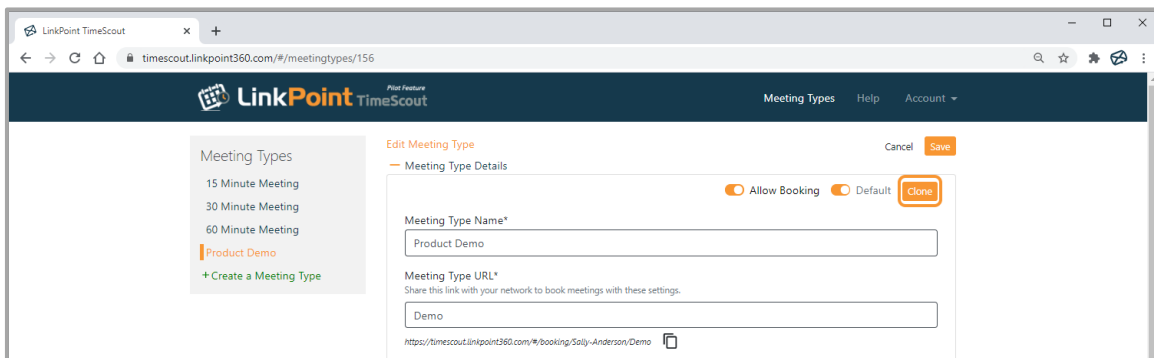 LinkPoint TimeScout
timescout.linkpoint360.com/#/meetingtypes/156
LinkPoint TimeScout
Pilot Feature
Meeting Types Help Account
Meeting Types
15 Minute Meeting
30 Minute Meeting
60 Minute Meeting
Product Demo
+ Create a Meeting Type
Edit Meeting Type
Cancel Save
Meeting Type Details
Allow Booking Default Clone
Meeting Type Name*
Product Demo
Meeting Type URL*
Share this link with your network to book meetings with these settings.
Demo
https://timescout.linkpoint360.com/#/booking/Sally-Anderson/Demo